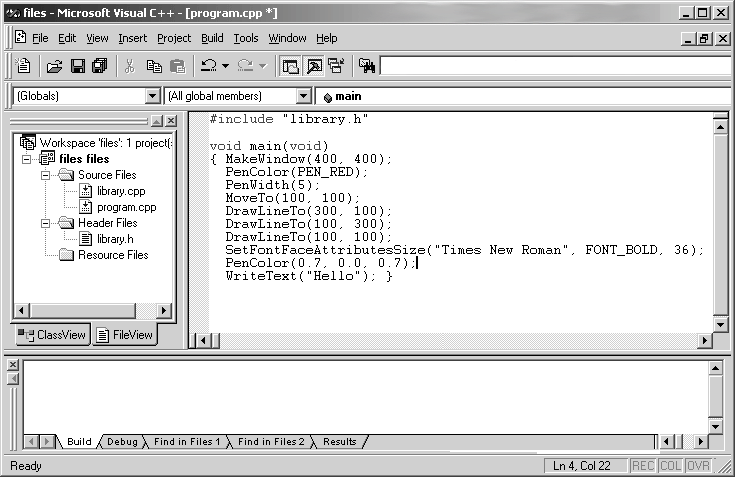 files - Microsoft Visual C++ - [program.cpp *]
File Edit View Insert Project Build Tools Window Help
(Globals) (All global members) main
Workspace 'files': 1 project(s
files files
Source Files
library.cpp
program.cpp
Header Files
library.h
Resource Files
ClassView FileView
#include "library.h"
void main(void)
{ MakeWindow(400, 400);
PenColor(PEN_RED);
PenWidth(5);
MoveTo(100, 100);
DrawLineTo(300, 100);
DrawLineTo(100, 300);
DrawLineTo(100, 100);
SetFontFaceAttributesSize("Times New Roman", FONT_BOLD, 36);
PenColor(0.7, 0.0, 0.7);
WriteText("Hello"); }
Build Debug Find in Files 1 Find in Files 2 Results
Ready Ln 4, Col 22 REC COL OVR